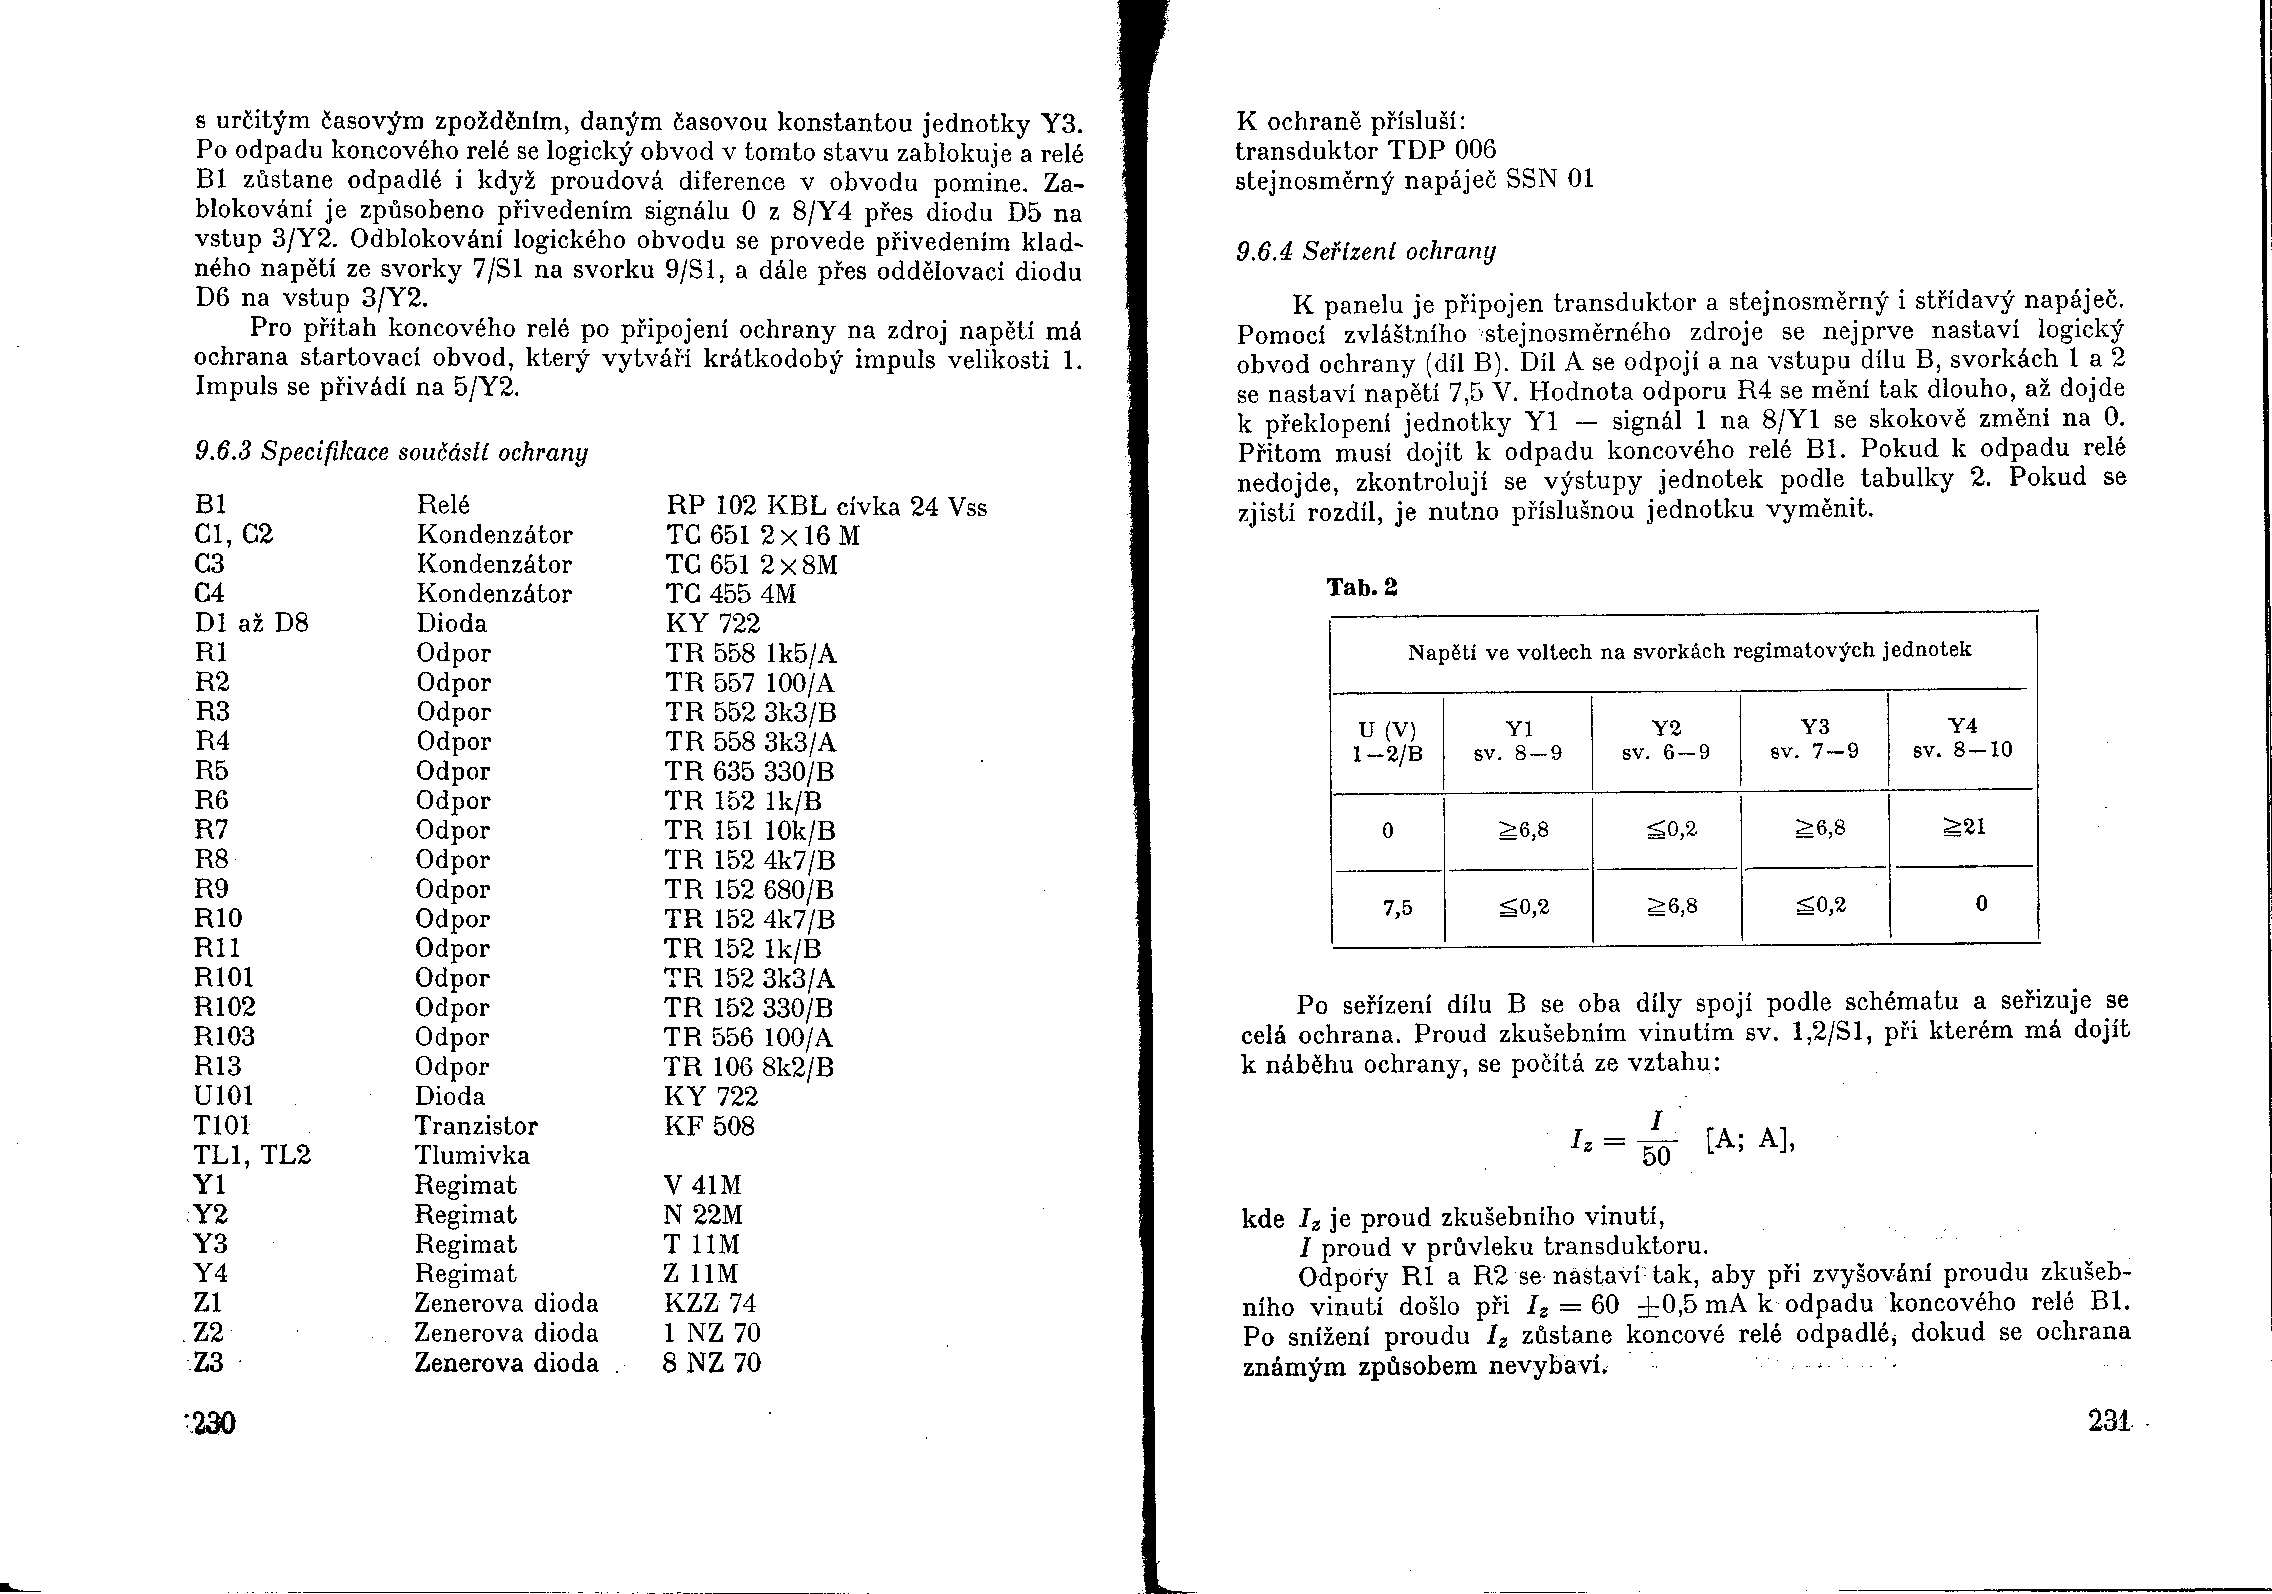 s určitým časovým zpožděním, daným časovou konstantou jednotky Y3.
Po odpadu koncového relé se logický obvod v tomto stavu zablokuje a relé
B1 zůstane odpadlé i když proudová diference v obvodu pomine. Za-
blokování je způsobeno přivedením signálu 0 z 8/Y4 přes diodu D5 na
vstup 3/Y2. Odblokování logického obvodu se provede přivedením klad-
ného napětí ze svorky 7/S1 na svorku 9/S1, a dále přes oddělovací diodu
D6 na vstup 3/Y2.
Pro přítah koncového relé po připojení ochrany na zdroj napětí má
ochrana startovací obvod, který vytváří krátkodobý impuls velikosti 1.
Impuls se přivádí na 5/Y2.
9.6.3 Specifikace součástí ochrany
B1 Relé RP 102 KBL cívka 24 Vss
C1, C2 Kondenzátor TC 651 2×16 M
C3 Kondenzátor TC 651 2×8M
C4 Kondenzátor TC 455 4M
D1 až D8 Dioda KY 722
R1 Odpor TR 558 1k5/A
R2 Odpor TR 557 100/A
R3 Odpor TR 552 3k3/B
R4 Odpor TR 558 3k3/A
R5 Odpor TR 635 330/B
R6 Odpor TR 152 1k/B
R7 Odpor TR 151 10k/B
R8 Odpor TR 152 4k7/B
R9 Odpor TR 152 680/B
R10 Odpor TR 152 4k7/B
R11 Odpor TR 152 1k/B
R101 Odpor TR 152 3k3/A
R102 Odpor TR 152 330/B
R103 Odpor TR 556 100/A
R13 Odpor TR 106 8k2/B
U101 Dioda KY 722
T101 Tranzistor KF 508
TL1, TL2 Tlumivka
Y1 Regimat V 41M
Y2 Regimat N 22M
Y3 Regimat T 11M
Y4 Regimat Z 11M
Z1 Zenerova dioda KZZ 74
Z2 Zenerova dioda 1 NZ 70
Z3 Zenerova dioda 8 NZ 70
230
K ochraně přísluší:
transduktor TDP 006
stejnosměrný napáječ SSN 01
9.6.4 Seřízení ochrany
K panelu je připojen transduktor a stejnosměrný i střídavý napáječ.
Pomocí zvláštního stejnosměrného zdroje se nejprve nastaví logický
obvod ochrany (díl B). Díl A se odpojí a na vstupu dílu B, svorkách 1 a 2
se nastaví napětí 7,5 V. Hodnota odporu R4 se mění tak dlouho, až dojde
k překlopení jednotky Y1 — signál 1 na 8/Y1 se skokově změní na 0.
Přitom musí dojít k odpadu koncového relé B1. Pokud k odpadu relé
nedojde, zkontrolují se výstupy jednotek podle tabulky 2. Pokud se
zjistí rozdíl, je nutno příslušnou jednotku vyměnit.
Tab. 2
Napětí ve voltech na svorkách regimatových jednotek
U (V) Y1 Y2 Y3 Y4
1—2/B sv. 8—9 sv. 6—9 sv. 7—9 sv. 8—10
0 ≧6,8 ≦0,2 ≧6,8 ≧21
7,5 ≦0,2 ≧6,8 ≦0,2 0
Po seřízení dílu B se oba díly spojí podle schématu a seřizuje se
celá ochrana. Proud zkušebním vinutím sv. 1,2/S1, při kterém má dojít
k náběhu ochrany, se počítá ze vztahu:
I_z = I/50 [A; A],
kde I_z je proud zkušebního vinutí,
I proud v průvleku transduktoru.
Odpory R1 a R2 se nastaví tak, aby při zvyšování proudu zkušeb-
ního vinutí došlo při I_z = 60 ±0,5 mA k odpadu koncového relé B1.
Po snížení proudu I_z zůstane koncové relé odpadlé, dokud se ochrana
známým způsobem nevybaví.
231